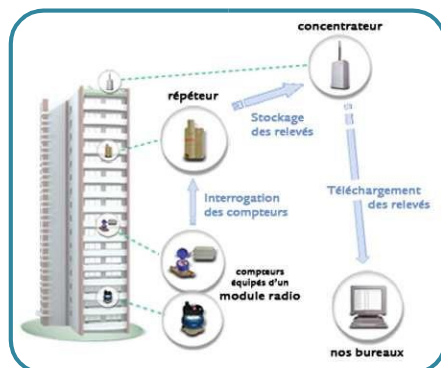 concentrateur
répéteur
Stockage
des relevés
Interrogation
des compteurs
Téléchargement
des relevés
compteurs
équipés d'un
module radio
nos bureaux